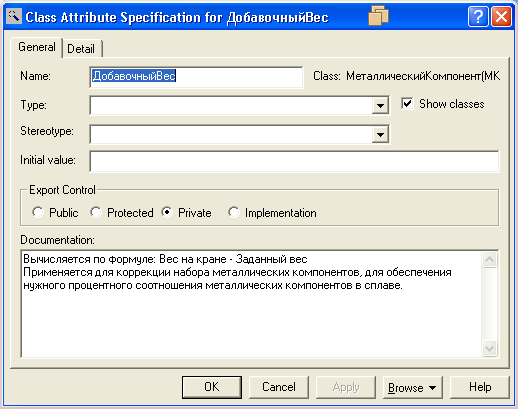 Class Attribute Specification for ДобавочныйВес
General Detail
Name: ДобавочныйВес Class: МеталлическийКомпонент(МК
Type: Show classes
Stereotype:
Initial value:
Export Control
Public Protected Private Implementation
Documentation:
Вычисляется по формуле: Вес на кране - Заданный вес
Применяется для коррекции набора металлических компонентов, для обеспечения
нужного процентного соотношения металлических компонентов в сплаве.
OK Cancel Apply Browse Help